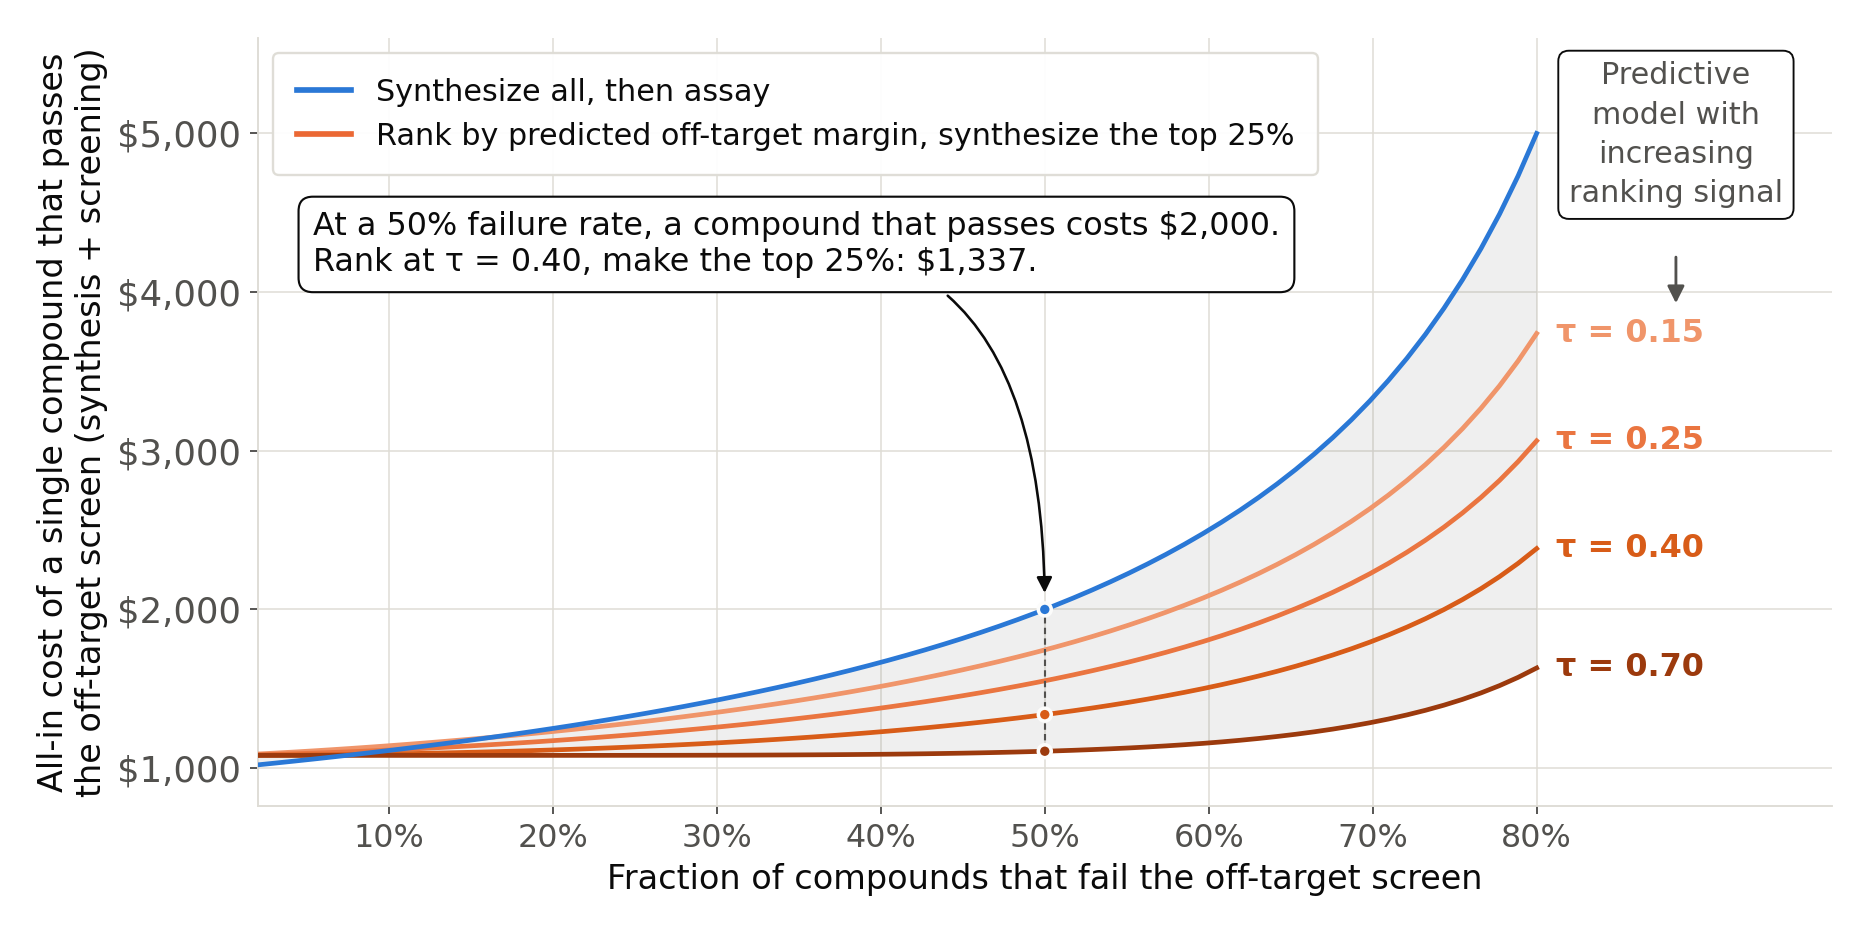 All-in cost of a single compound that passes
the off-target screen (synthesis + screening)
$5,000
$4,000
$3,000
$2,000
$1,000
Synthesize all, then assay
Rank by predicted off-target margin, synthesize the top 25%
At a 50% failure rate, a compound that passes costs $2,000.
Rank at τ = 0.40, make the top 25%: $1,337.
Predictive
model with
increasing
ranking signal
τ = 0.15
τ = 0.25
τ = 0.40
τ = 0.70
10% 20% 30% 40% 50% 60% 70% 80%
Fraction of compounds that fail the off-target screen